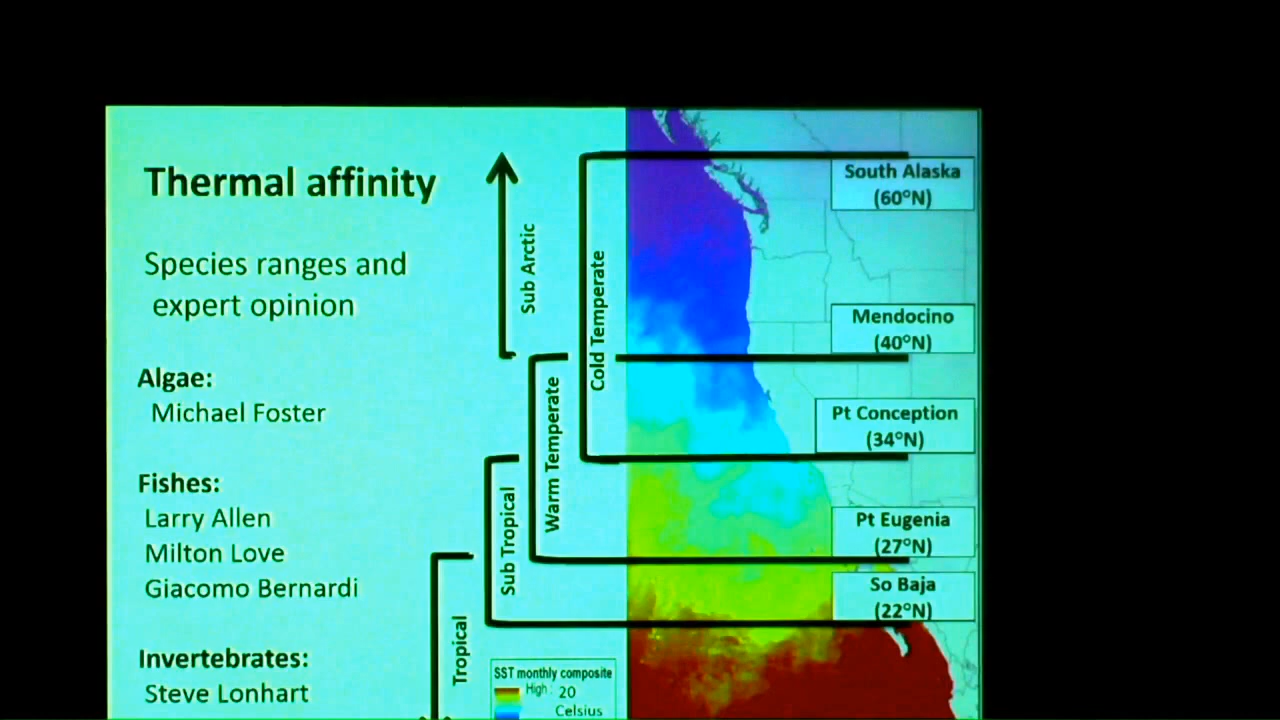 Thermal affinity
Species ranges and
expert opinion
Algae:
Michael Foster
Fishes:
Larry Allen
Milton Love
Giacomo Bernardi
Invertebrates:
Steve Lonhart
Sub Arctic
Cold Temperate
Warm Temperate
Sub Tropical
Tropical
South Alaska
(60°N)
Mendocino
(40°N)
Pt Conception
(34°N)
Pt Eugenia
(27°N)
So Baja
(22°N)
SST monthly composite
High : 20
Celsius